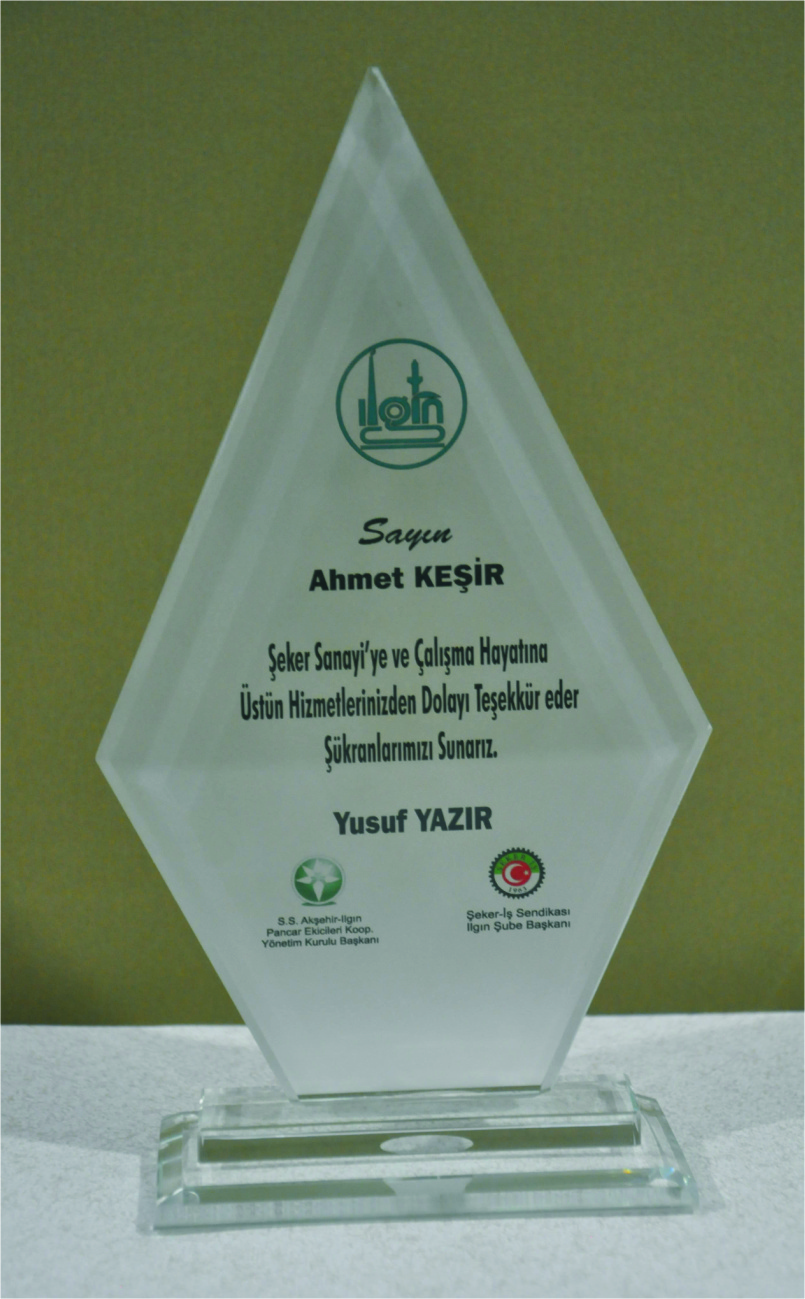 ılgın
Sayın
Ahmet KEŞİR
Şeker Sanayi'ye ve Çalışma Hayatına
Üstün Hizmetlerinizden Dolayı Teşekkür eder
Şükranlarımızı Sunarız.
Yusuf YAZIR
S.S. Akşehir-Ilgın
Pancar Ekicileri Koop.
Yönetim Kurulu Başkanı
ŞEKER-İŞ
Şeker-İş Sendikası
Ilgın Şube Başkanı